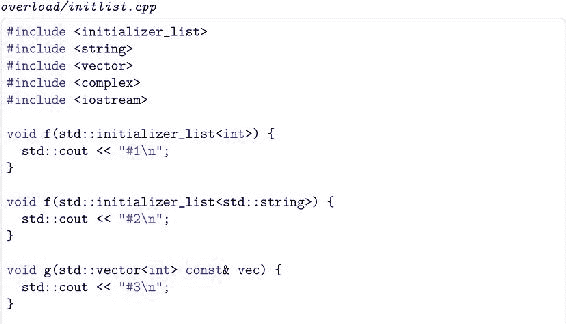 overload/initlist.cpp
#include <initializer_list>
#include <string>
#include <vector>
#include <complex>
#include <iostream>
void f(std::initializer_list<int>) {
  std::cout << "#1\n";
}
void f(std::initializer_list<std::string>) {
  std::cout << "#2\n";
}
void g(std::vector<int> const& vec) {
  std::cout << "#3\n";
}